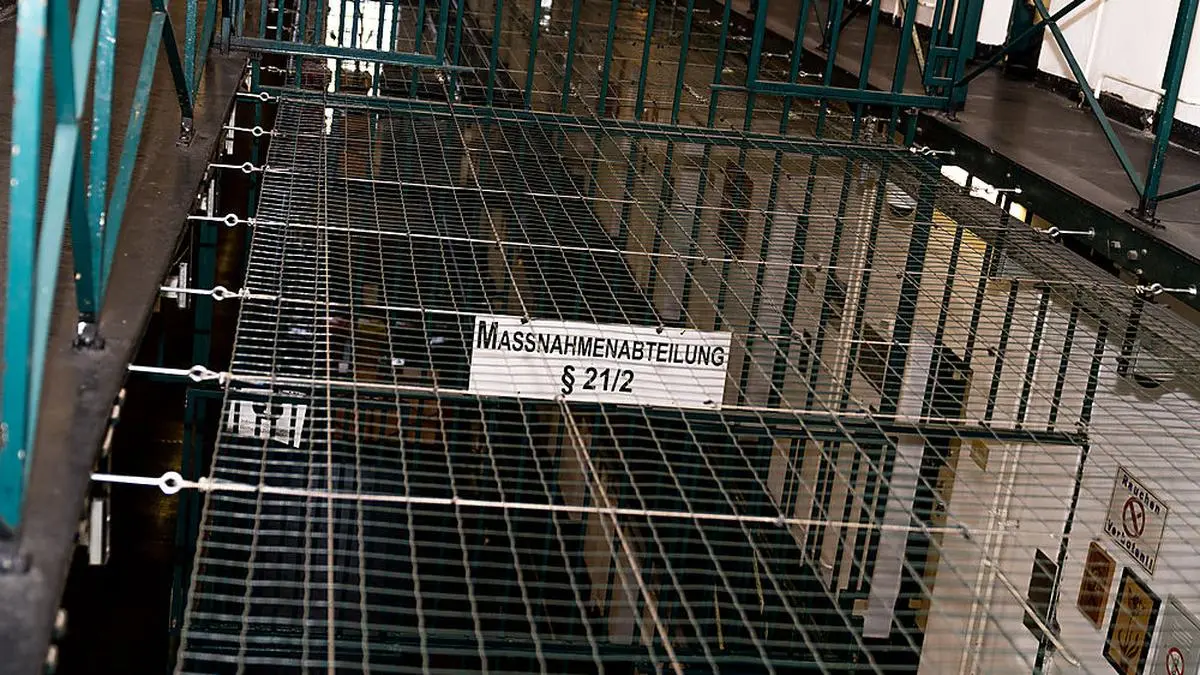 MASSNAHMENABTEILUNG
§ 21/2
Rauchen
Verboten!